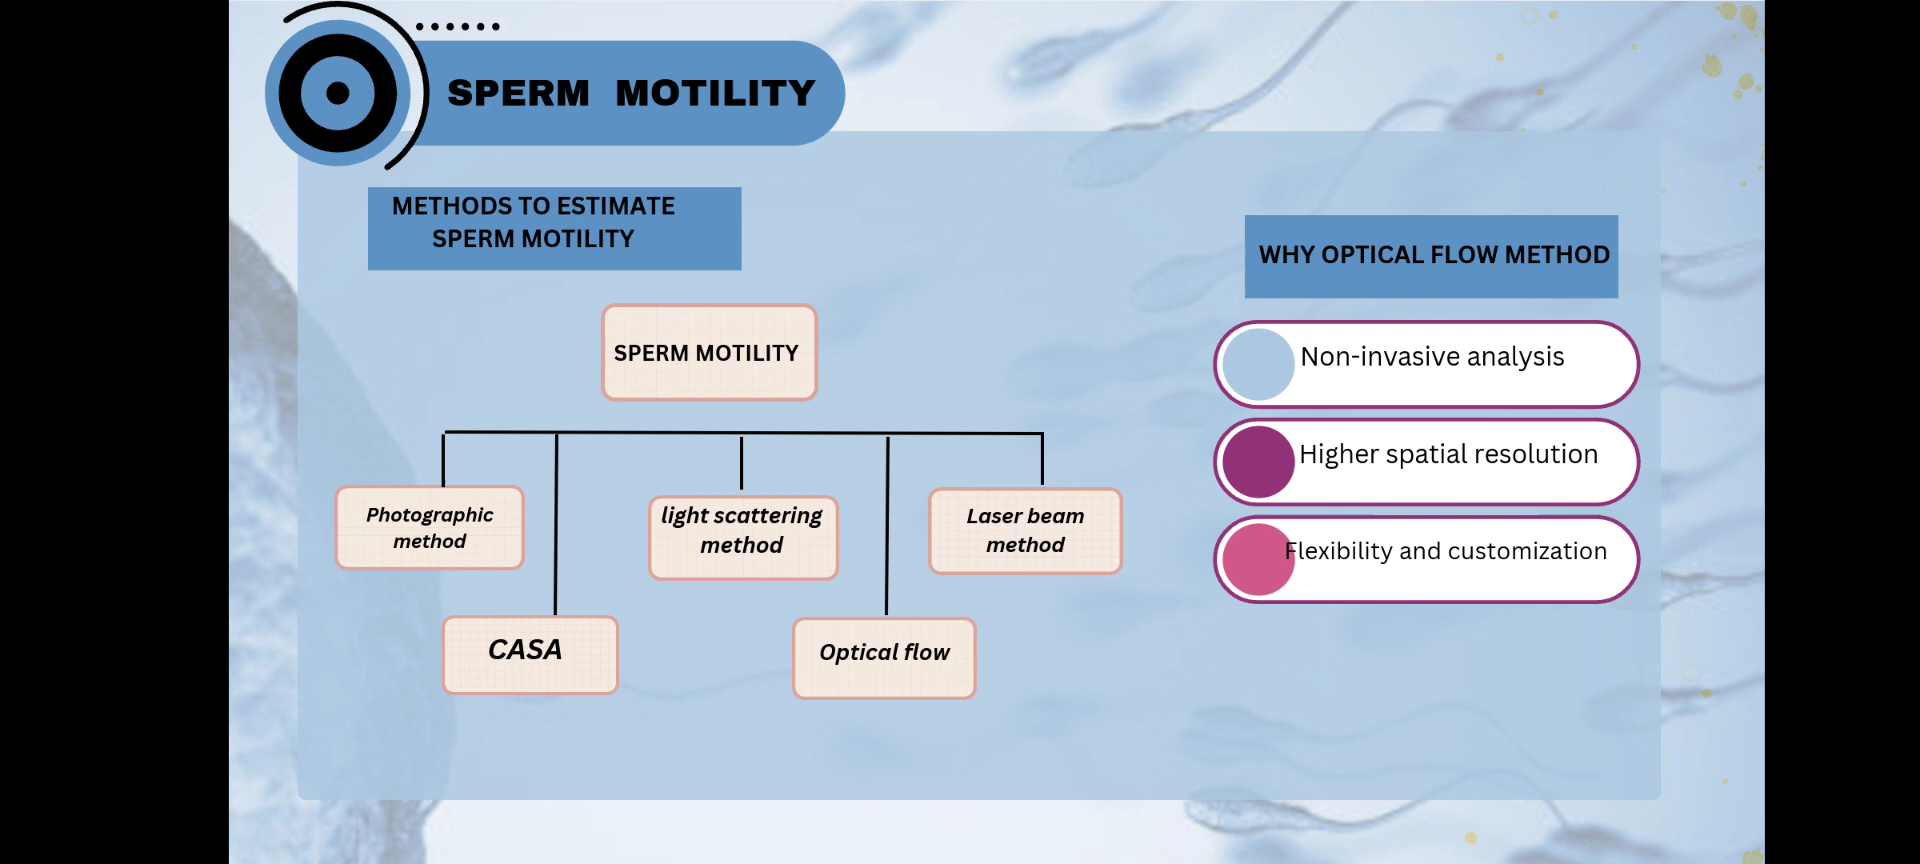 SPERM MOTILITY
METHODS TO ESTIMATE
SPERM MOTILITY
SPERM MOTILITY
Photographic
method
light scattering
method
Laser beam
method
CASA
Optical flow
WHY OPTICAL FLOW METHOD
Non-invasive analysis
Higher spatial resolution
Flexibility and customization